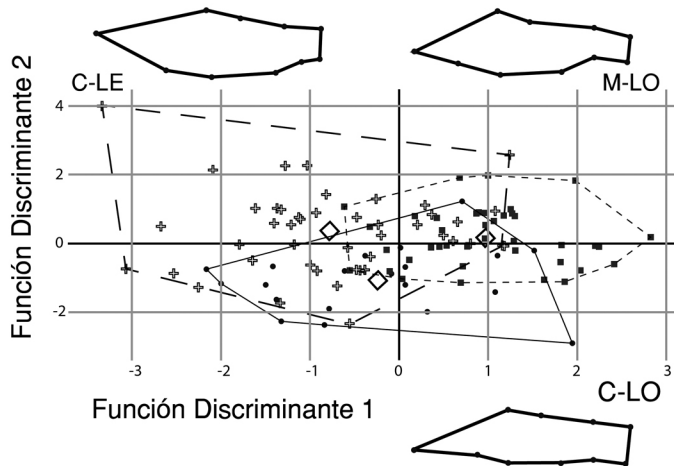 C-LE
M-LO
Función Discriminante 2
4
2
0
-2
-3
-2
-1
0
1
2
3
Función Discriminante 1
C-LO